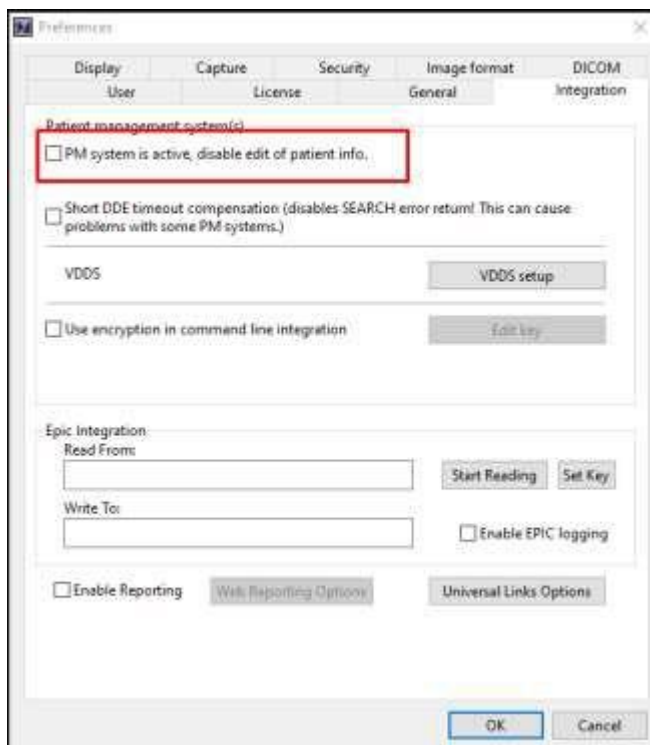 Preferences
Display Capture Security Image format DICOM
User License General Integration
Patient management system(s)
PM system is active, disable edit of patient info.
Short DDE timeout compensation (disables SEARCH error return! This can cause
problems with some PM systems.)
VDDS VDDS setup
Use encryption in command line integration Edit key
Epic Integration
Read From:
Start Reading Set Key
Write To:
Enable EPIC logging
Enable Reporting Web Reporting Options Universal Links Options
OK Cancel